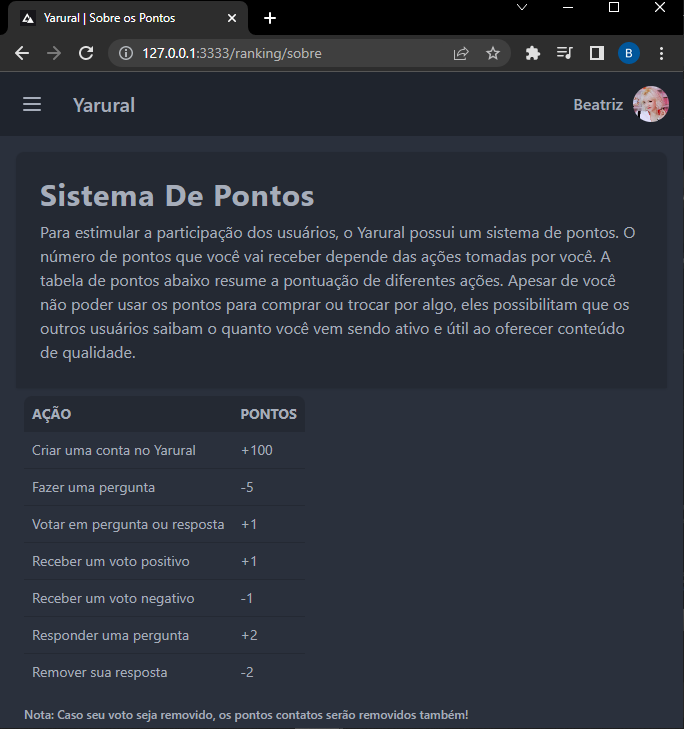 Yarural | Sobre os Pontos
127.0.0.1:3333/ranking/sobre
B
Yarural
Beatriz
Sistema De Pontos
Para estimular a participação dos usuários, o Yarural possui um sistema de pontos. O
número de pontos que você vai receber depende das ações tomadas por você. A
tabela de pontos abaixo resume a pontuação de diferentes ações. Apesar de você
não poder usar os pontos para comprar ou trocar por algo, eles possibilitam que os
outros usuários saibam o quanto você vem sendo ativo e útil ao oferecer conteúdo
de qualidade.
AÇÃO PONTOS
Criar uma conta no Yarural +100
Fazer uma pergunta -5
Votar em pergunta ou resposta +1
Receber um voto positivo +1
Receber um voto negativo -1
Responder uma pergunta +2
Remover sua resposta -2
Nota: Caso seu voto seja removido, os pontos contatos serão removidos também!